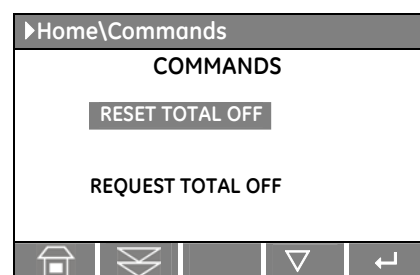 Home\Commands
COMMANDS
RESET TOTAL OFF
REQUEST TOTAL OFF